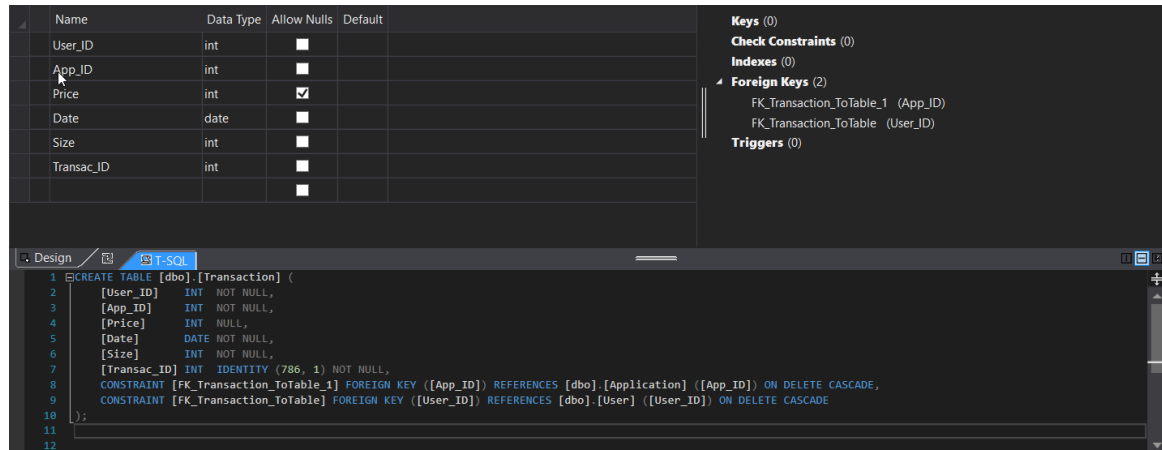 Name Data Type Allow Nulls Default
User_ID int
App_ID int
Price int
Date date
Size int
Transac_ID int
Keys (0)
Check Constraints (0)
Indexes (0)
Foreign Keys (2)
FK_Transaction_ToTable_1 (App_ID)
FK_Transaction_ToTable (User_ID)
Triggers (0)
Design T-SQL
1 CREATE TABLE [dbo].[Transaction] (
2 [User_ID] INT NOT NULL,
3 [App_ID] INT NOT NULL,
4 [Price] INT NULL,
5 [Date] DATE NOT NULL,
6 [Size] INT NOT NULL,
7 [Transac_ID] INT IDENTITY (786, 1) NOT NULL,
8 CONSTRAINT [FK_Transaction_ToTable_1] FOREIGN KEY ([App_ID]) REFERENCES [dbo].[Application] ([App_ID]) ON DELETE CASCADE,
9 CONSTRAINT [FK_Transaction_ToTable] FOREIGN KEY ([User_ID]) REFERENCES [dbo].[User] ([User_ID]) ON DELETE CASCADE
10 );
11
12